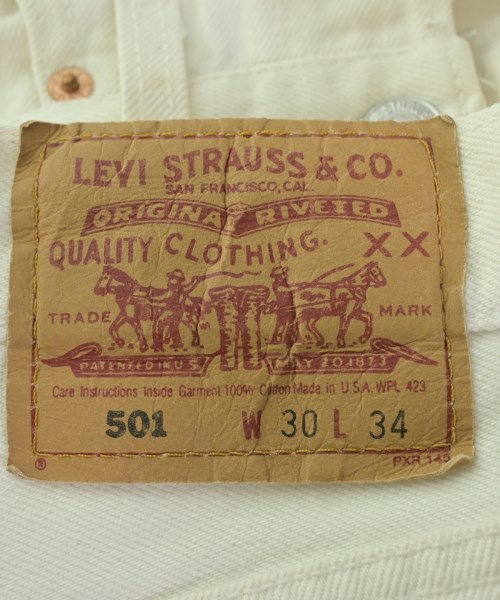 LEVI STRAUSS & CO.
SAN FRANCISCO, CAL.
ORIGINAL RIVETED
QUALITY CLOTHING. XX
TRADE MARK
PATENTED IN U S MAY 20 1873
Care Instructions Inside Garment 100% Cotton Made in U.S.A. WPL 423
501 W 30 L 34
® PXR 145